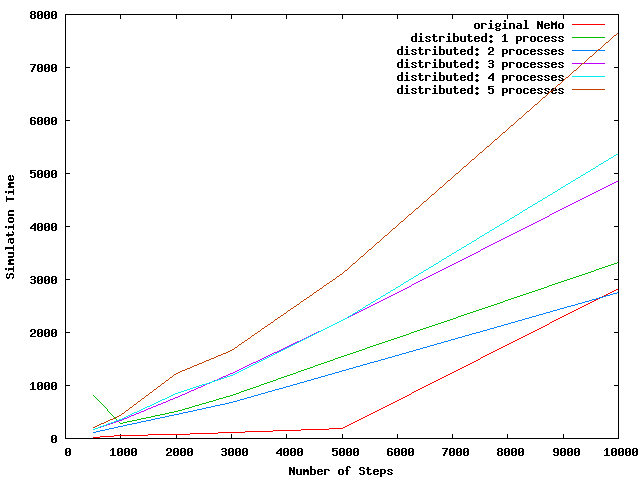 8000
7000
6000
5000
4000
3000
2000
1000
0
Simulation Time
original NeMo
distributed: 1 process
distributed: 2 processes
distributed: 3 processes
distributed: 4 processes
distributed: 5 processes
0 1000 2000 3000 4000 5000 6000 7000 8000 9000 10000
Number of Steps